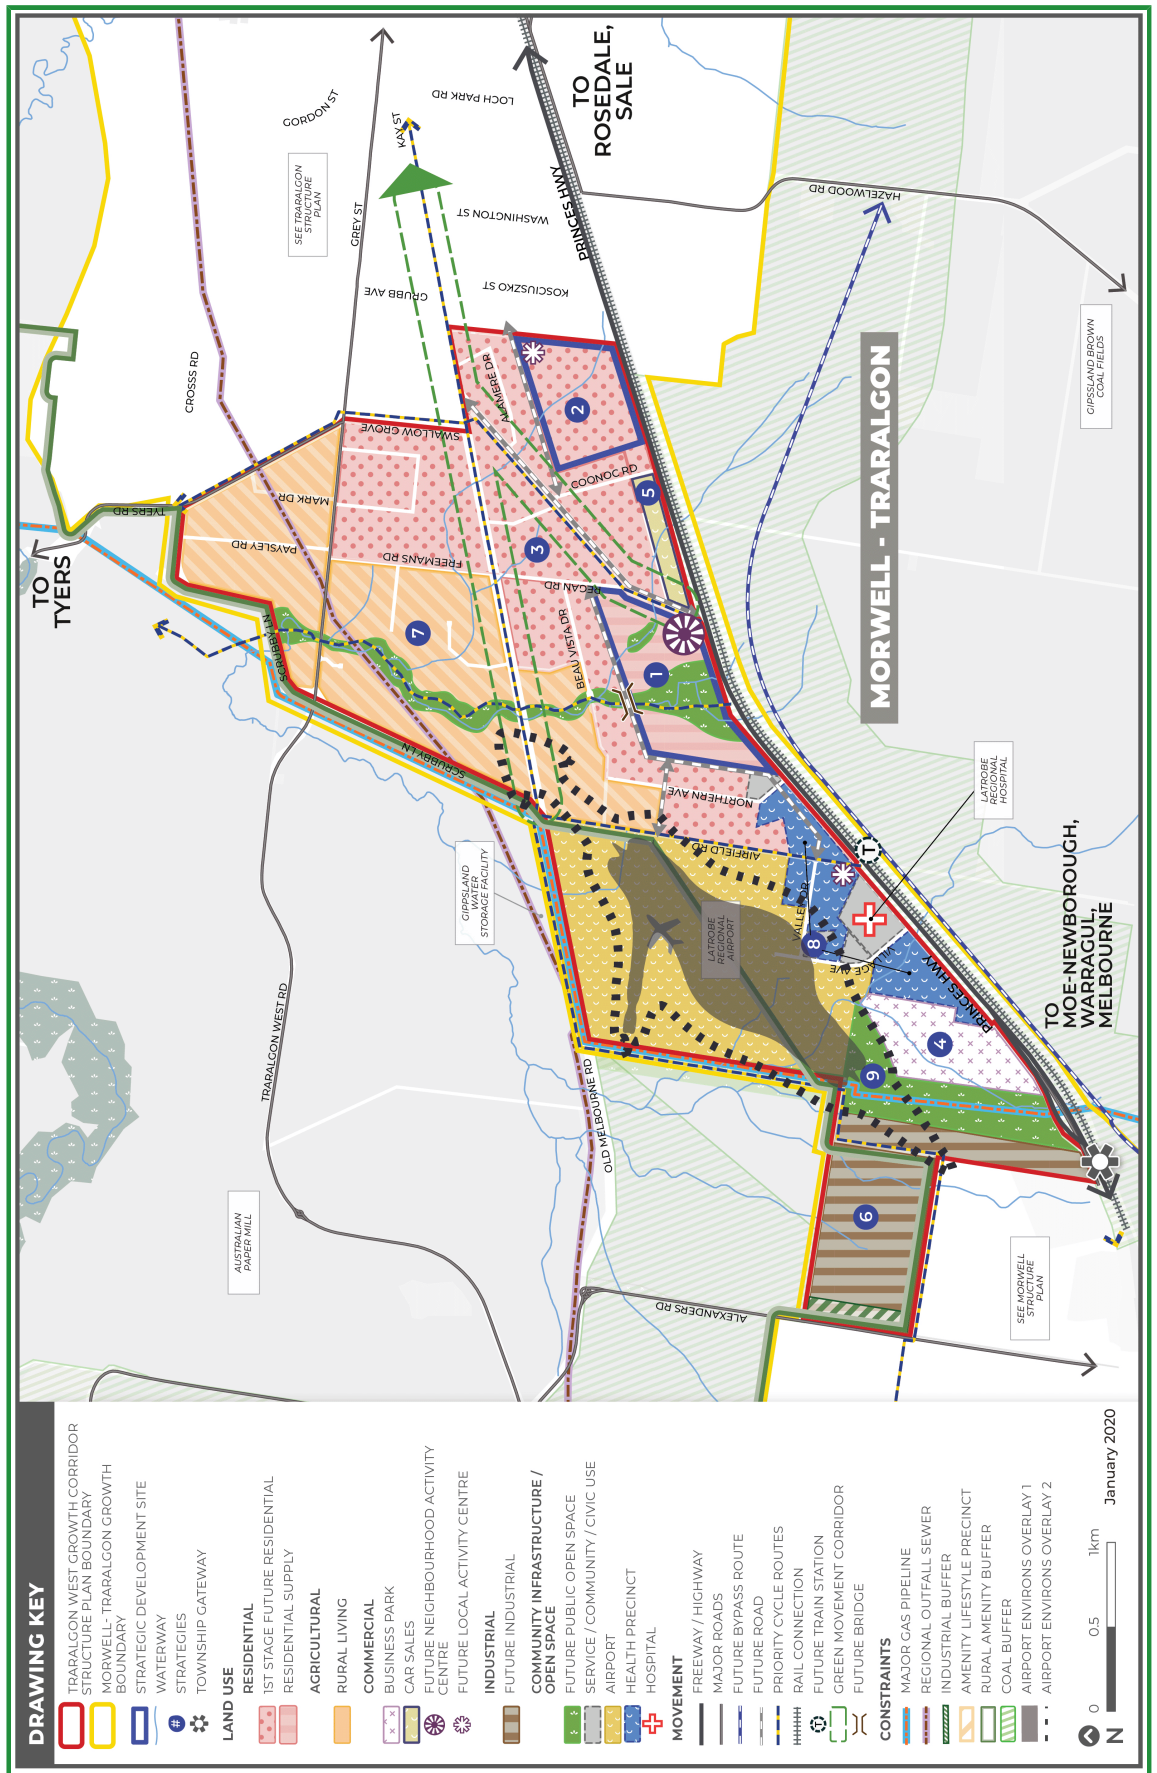 DRAWING KEY
TRARALGON WEST GROWTH CORRIDOR
STRUCTURE PLAN BOUNDARY
MORWELL- TRARALGON GROWTH
BOUNDARY
STRATEGIC DEVELOPMENT SITE
WATERWAY
#
STRATEGIES
TOWNSHIP GATEWAY
LAND USE
RESIDENTIAL
1ST STAGE FUTURE RESIDENTIAL
RESIDENTIAL SUPPLY
AGRICULTURAL
RURAL LIVING
COMMERCIAL
BUSINESS PARK
CAR SALES
FUTURE NEIGHBOURHOOD ACTIVITY
CENTRE
FUTURE LOCAL ACTIVITY CENTRE
INDUSTRIAL
FUTURE INDUSTRIAL
COMMUNITY INFRASTRUCTURE /
OPEN SPACE
FUTURE PUBLIC OPEN SPACE
SERVICE / COMMUNITY / CIVIC USE
AIRPORT
HEALTH PRECINCT
HOSPITAL
MOVEMENT
FREEWAY / HIGHWAY
MAJOR ROADS
FUTURE BYPASS ROUTE
FUTURE ROAD
PRIORITY CYCLE ROUTES
RAIL CONNECTION
T
FUTURE TRAIN STATION
GREEN MOVEMENT CORRIDOR
FUTURE BRIDGE
CONSTRAINTS
MAJOR GAS PIPELINE
REGIONAL OUTFALL SEWER
INDUSTRIAL BUFFER
AMENITY LIFESTYLE PRECINCT
RURAL AMENITY BUFFER
COAL BUFFER
AIRPORT ENVIRONS OVERLAY 1
AIRPORT ENVIRONS OVERLAY 2
N
0
0.5
1km
January 2020
TO
TYERS
TYERS RD
CROSSS RD
GORDON ST
SEE TRARALGON
STRUCTURE
PLAN
GREY ST
KAY ST
LOCH PARK RD
TO
ROSEDALE,
SALE
GRUBB AVE
WASHINGTON ST
KOSCIUSZKO ST
PRINCES HWY
HAZELWOOD RD
GIPSSLAND BROWN
COAL FIELDS
MORWELL - TRARALGON
SWALLOW GROVE
ALAMERE DR
COONOC RD
MARK DR
PAYSLEY RD
FREEMANS RD
REGAN RD
BEAU VISTA DR
SCRUBBY LN
SCRUBBY LN
NORTHERN AVE
AIRFIELD RD
VALLEY DR
VILLAGE AVE
PRINCES HWY
T
LATROBE
REGIONAL
HOSPITAL
LATROBE
REGIONAL
AIRPORT
GIPPSLAND
WATER
STORAGE FACILITY
TRARALGON WEST RD
OLD MELBOURNE RD
AUSTRALIAN
PAPER MILL
ALEXANDERS RD
SEE MORWELL
STRUCTURE
PLAN
TO
MOE-NEWBOROUGH,
WARRAGUL,
MELBOURNE
1
2
3
4
5
6
7
8
9